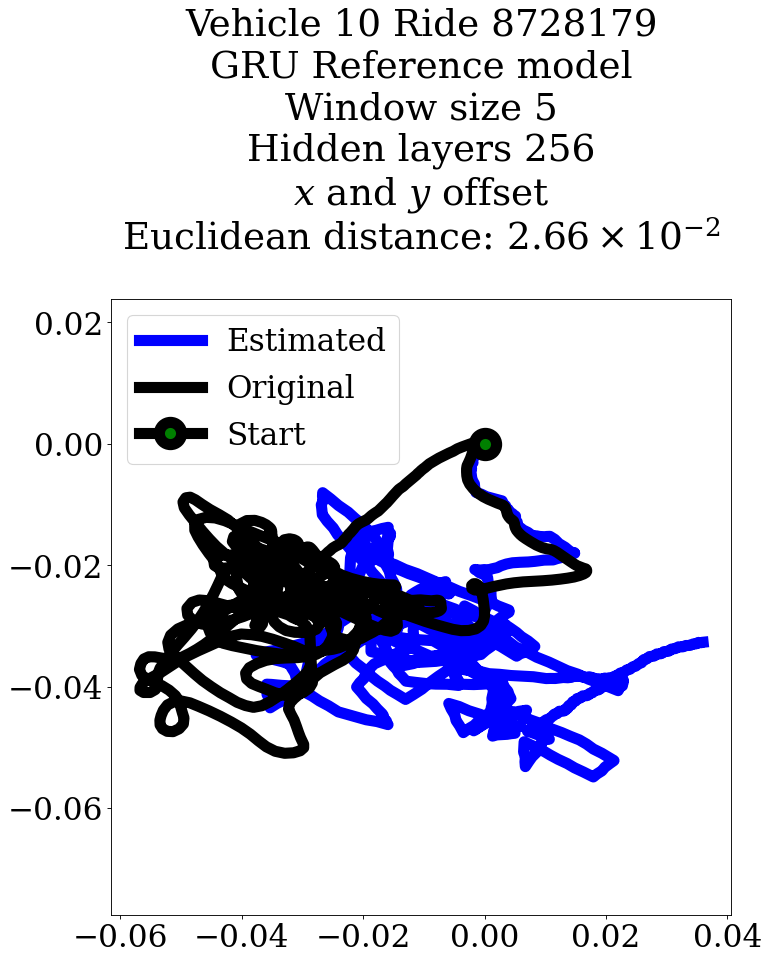 Vehicle 10 Ride 8728179
GRU Reference model
Window size 5
Hidden layers 256
x and y offset
Euclidean distance: 2.66 × 10⁻²
Estimated
Original
Start
0.02
0.00
−0.02
−0.04
−0.06
−0.06 −0.04 −0.02 0.00 0.02 0.04